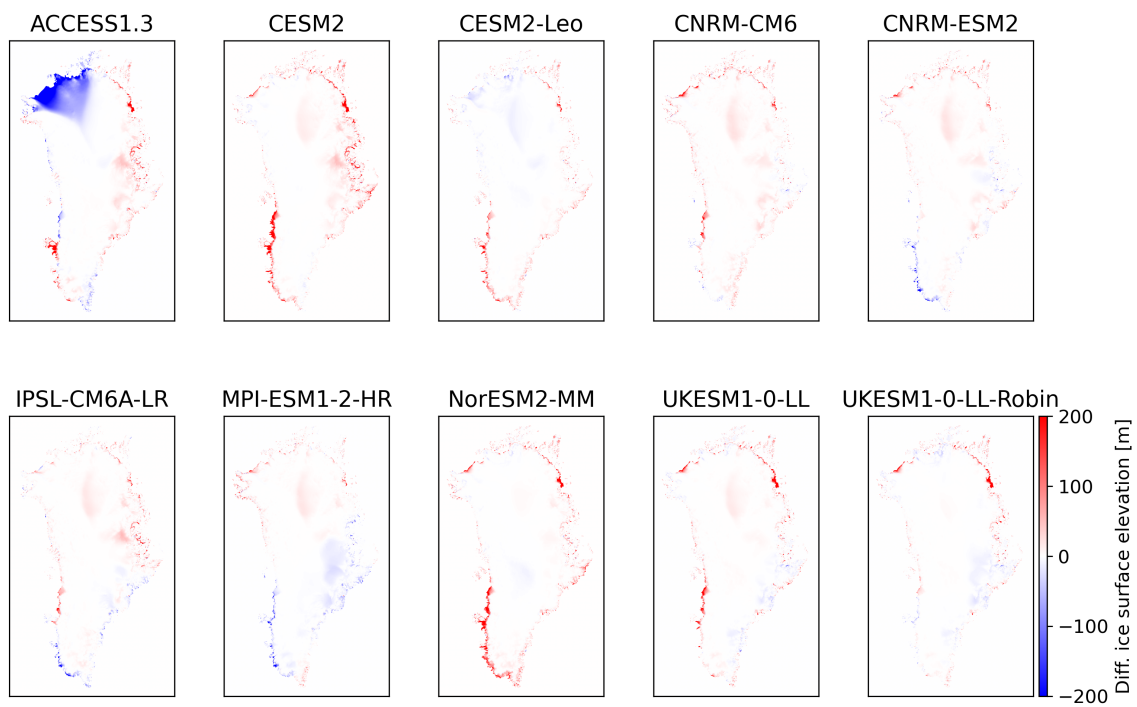 ACCESS1.3
CESM2
CESM2-Leo
CNRM-CM6
CNRM-ESM2
IPSL-CM6A-LR
MPI-ESM1-2-HR
NorESM2-MM
UKESM1-0-LL
UKESM1-0-LL-Robin
200
100
0
−100
−200
Diff. ice surface elevation [m]